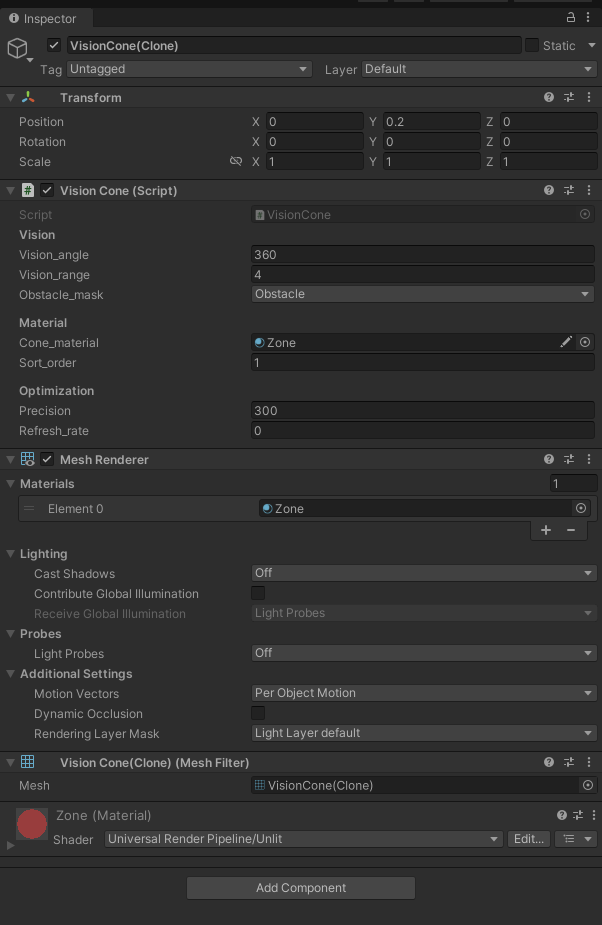 Inspector
VisionCone(Clone) Static
Tag Untagged Layer Default
Transform
Position X 0 Y 0.2 Z 0
Rotation X 0 Y 0 Z 0
Scale X 1 Y 1 Z 1
# Vision Cone (Script)
Script # VisionCone
Vision
Vision_angle 360
Vision_range 4
Obstacle_mask Obstacle
Material
Cone_material Zone
Sort_order 1
Optimization
Precision 300
Refresh_rate 0
Mesh Renderer
Materials 1
Element 0 Zone
+ −
Lighting
Cast Shadows Off
Contribute Global Illumination
Receive Global Illumination Light Probes
Probes
Light Probes Off
Additional Settings
Motion Vectors Per Object Motion
Dynamic Occlusion
Rendering Layer Mask Light Layer default
Vision Cone(Clone) (Mesh Filter)
Mesh VisionCone(Clone)
Zone (Material)
Shader Universal Render Pipeline/Unlit Edit...
Add Component